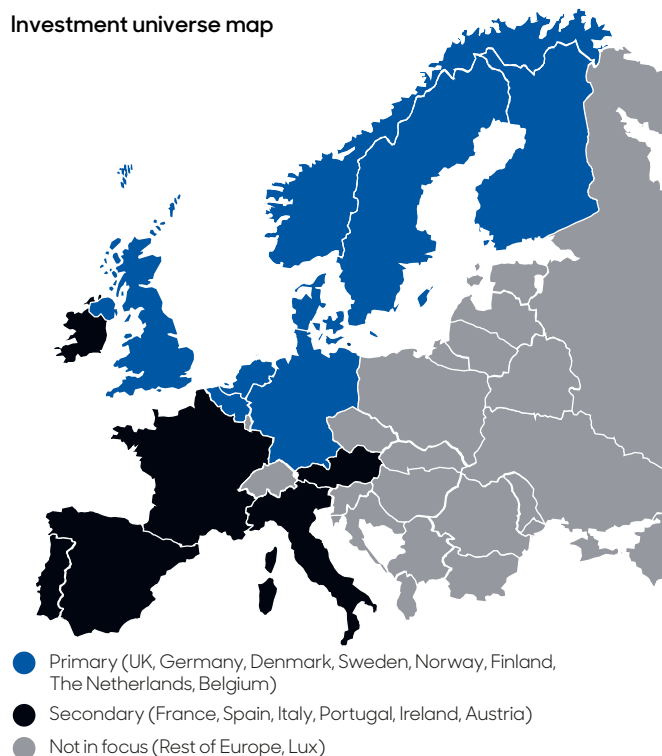 Investment universe map
Primary (UK, Germany, Denmark, Sweden, Norway, Finland,
The Netherlands, Belgium)
Secondary (France, Spain, Italy, Portugal, Ireland, Austria)
Not in focus (Rest of Europe, Lux)